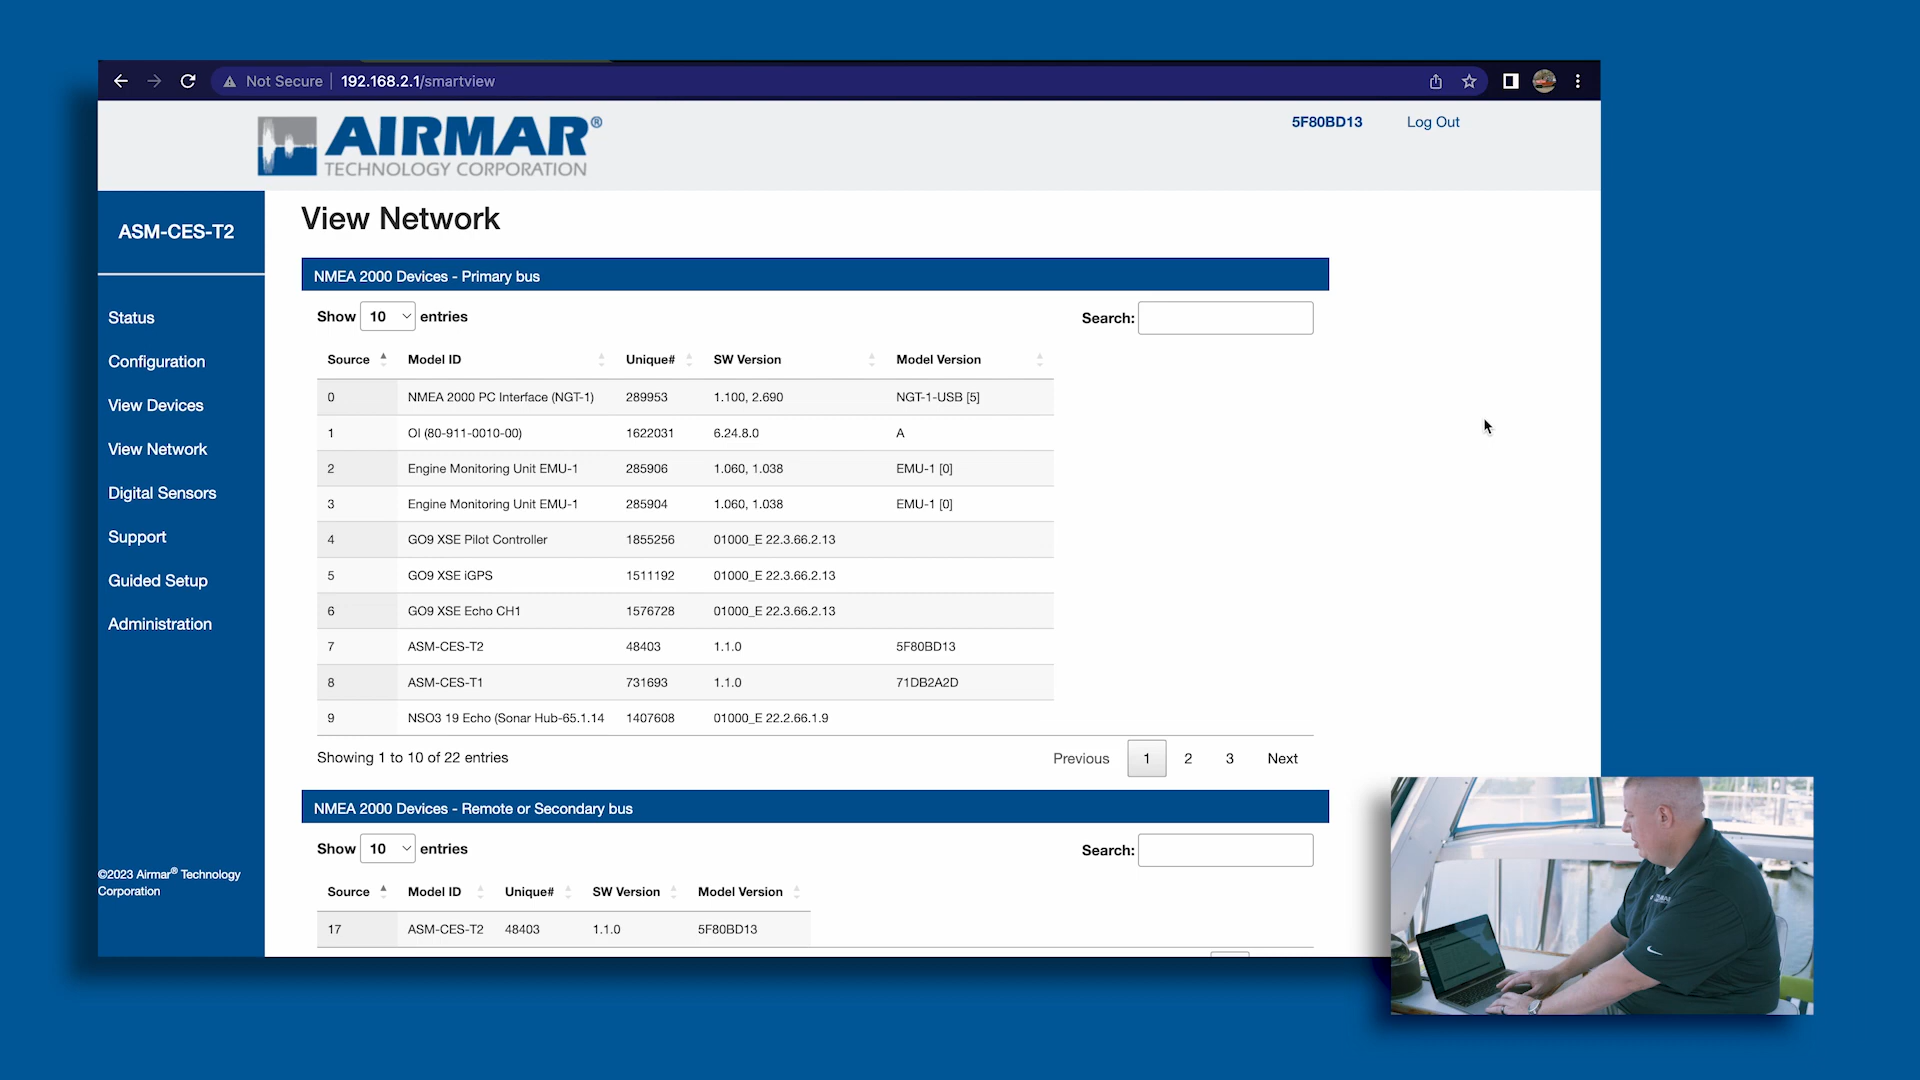 Not Secure 192.168.2.1/smartview
AIRMAR®
TECHNOLOGY CORPORATION
5F80BD13 Log Out
ASM-CES-T2
Status
Configuration
View Devices
View Network
Digital Sensors
Support
Guided Setup
Administration
©2023 Airmar® Technology
Corporation
View Network
NMEA 2000 Devices - Primary bus
Show 10 entries Search:
Source Model ID Unique# SW Version Model Version
0 NMEA 2000 PC Interface (NGT-1) 289953 1.100, 2.690 NGT-1-USB [5]
1 OI (80-911-0010-00) 1622031 6.24.8.0 A
2 Engine Monitoring Unit EMU-1 285906 1.060, 1.038 EMU-1 [0]
3 Engine Monitoring Unit EMU-1 285904 1.060, 1.038 EMU-1 [0]
4 GO9 XSE Pilot Controller 1855256 01000_E 22.3.66.2.13
5 GO9 XSE iGPS 1511192 01000_E 22.3.66.2.13
6 GO9 XSE Echo CH1 1576728 01000_E 22.3.66.2.13
7 ASM-CES-T2 48403 1.1.0 5F80BD13
8 ASM-CES-T1 731693 1.1.0 71DB2A2D
9 NSO3 19 Echo (Sonar Hub-65.1.14 1407608 01000_E 22.2.66.1.9
Showing 1 to 10 of 22 entries Previous 1 2 3 Next
NMEA 2000 Devices - Remote or Secondary bus
Show 10 entries Search:
Source Model ID Unique# SW Version Model Version
17 ASM-CES-T2 48403 1.1.0 5F80BD13